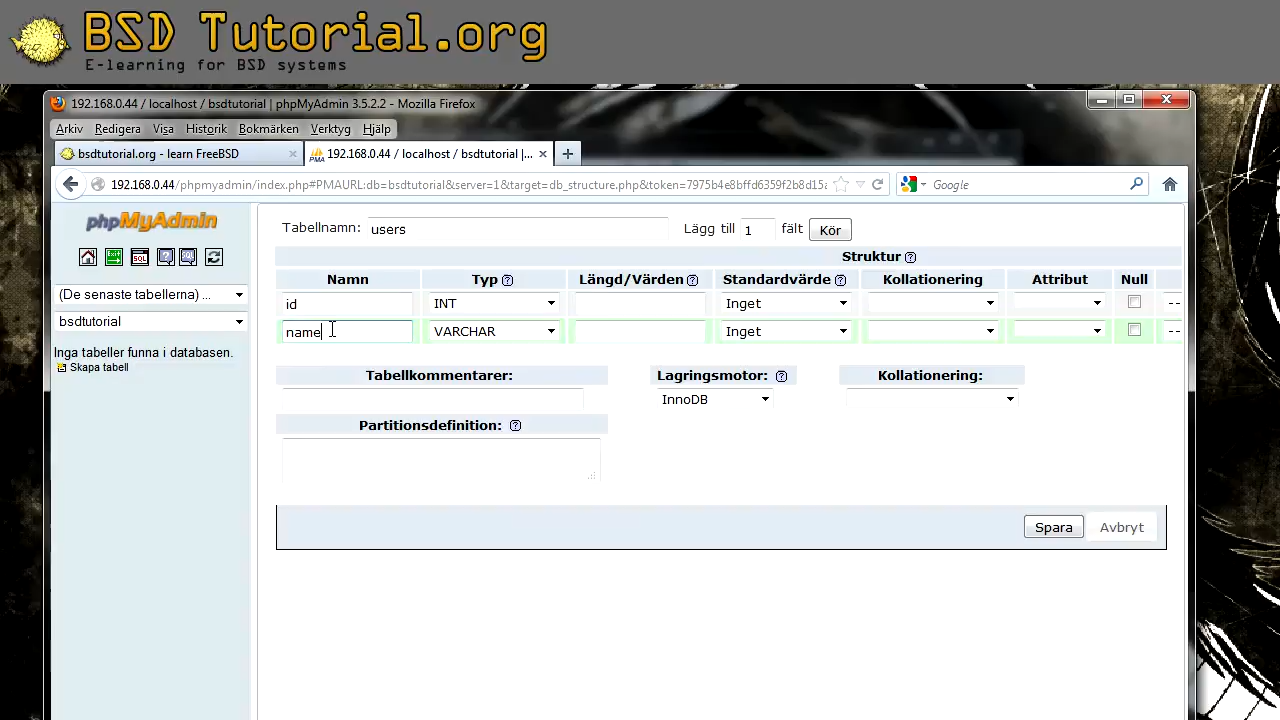 BSD Tutorial.org
E-learning for BSD systems
192.168.0.44 / localhost / bsdtutorial | phpMyAdmin 3.5.2.2 - Mozilla Firefox
Arkiv Redigera Visa Historik Bokmärken Verktyg Hjälp
bsdtutorial.org - learn FreeBSD
PMA 192.168.0.44 / localhost / bsdtutorial |...
192.168.0.44/phpmyadmin/index.php#PMAURL:db=bsdtutorial&server=1&target=db_structure.php&token=7975b4e8bffd6359f2b8d15a
Google
phpMyAdmin
SQL
(De senaste tabellerna) ...
bsdtutorial
Inga tabeller funna i databasen.
Skapa tabell
Tabellnamn: users Lägg till 1 fält Kör
Struktur
Namn Typ Längd/Värden Standardvärde Kollationering Attribut Null
id INT Inget --
name VARCHAR Inget --
Tabellkommentarer: Lagringsmotor: Kollationering:
InnoDB
Partitionsdefinition:
Spara Avbryt